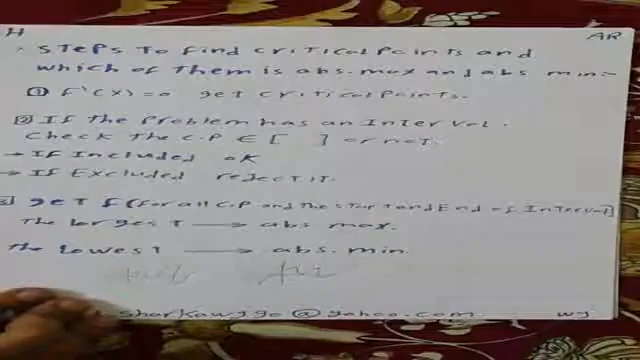 H
AR
Steps To find critical Points and
which of Them is abs. max and abs min:-
① f'(x)=0 get critical Points.
② If The Problem has an InTerval.
Check The C.P ∈ [ ] or noT.
→ If Included ok
→ If Excluded rejecT iT.
③ geT f(for all C.P and The STarT and End of InTerval)
The largesT → abs max.
The LowesT → abs. min.